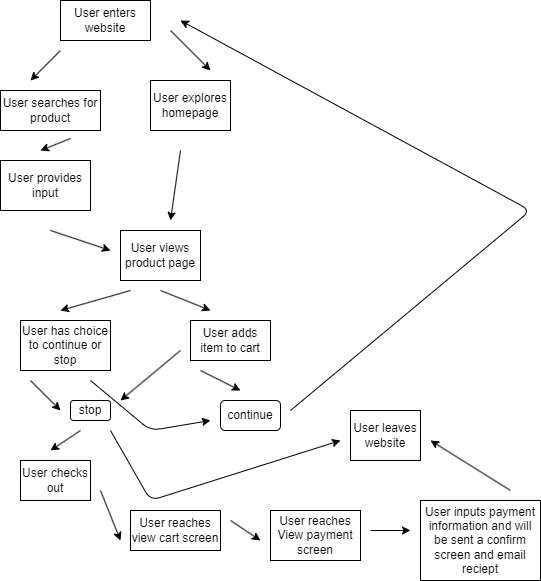 User enters
website
User searches for
product
User explores
homepage
User provides
input
User views
product page
User has choice
to continue or
stop
User adds
item to cart
stop
continue
User leaves
website
User checks
out
User reaches
view cart screen
User reaches
View payment
screen
User inputs payment
information and will
be sent a confirm
screen and email
reciept